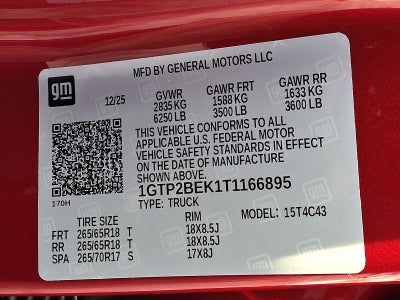 gm
MFD BY GENERAL MOTORS LLC
12/25
GVWR GAWR FRT GAWR RR
2835 KG 1588 KG 1633 KG
6250 LB 3500 LB 3600 LB
THIS VEHICLE CONFORMS TO ALL
APPLICABLE U.S. FEDERAL MOTOR
VEHICLE SAFETY STANDARDS IN EFFECT
ON THE DATE OF MANUFACTURE
SHOWN ABOVE.
1GTP2BEK1T1166895
170H
TYPE: TRUCK
MODEL: 15T4C43
TIRE SIZE RIM
FRT 265/65R18 T 18X8.5J
RR 265/65R18 T 18X8.5J
SPA 265/70R17 S 17X8J